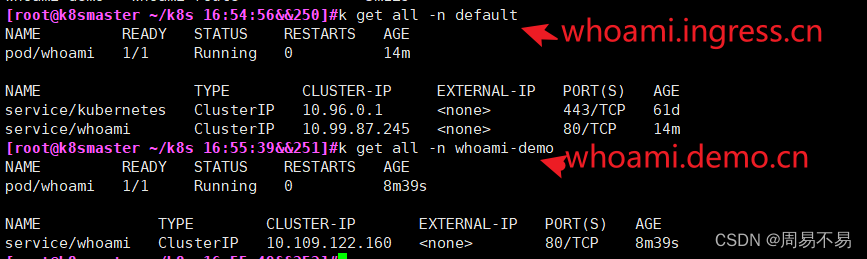 [root@k8smaster ~/k8s 16:54:56&&250]#k get all -n default
whoami.ingress.cn
NAME READY STATUS RESTARTS AGE
pod/whoami 1/1 Running 0 14m
NAME TYPE CLUSTER-IP EXTERNAL-IP PORT(S) AGE
service/kubernetes ClusterIP 10.96.0.1 <none> 443/TCP 61d
service/whoami ClusterIP 10.99.87.245 <none> 80/TCP 14m
[root@k8smaster ~/k8s 16:55:39&&251]#k get all -n whoami-demo
whoami.demo.cn
NAME READY STATUS RESTARTS AGE
pod/whoami 1/1 Running 0 8m39s
NAME TYPE CLUSTER-IP EXTERNAL-IP PORT(S) AGE
service/whoami ClusterIP 10.109.122.160 <none> 80/TCP 8m39s
CSDN @周易不易